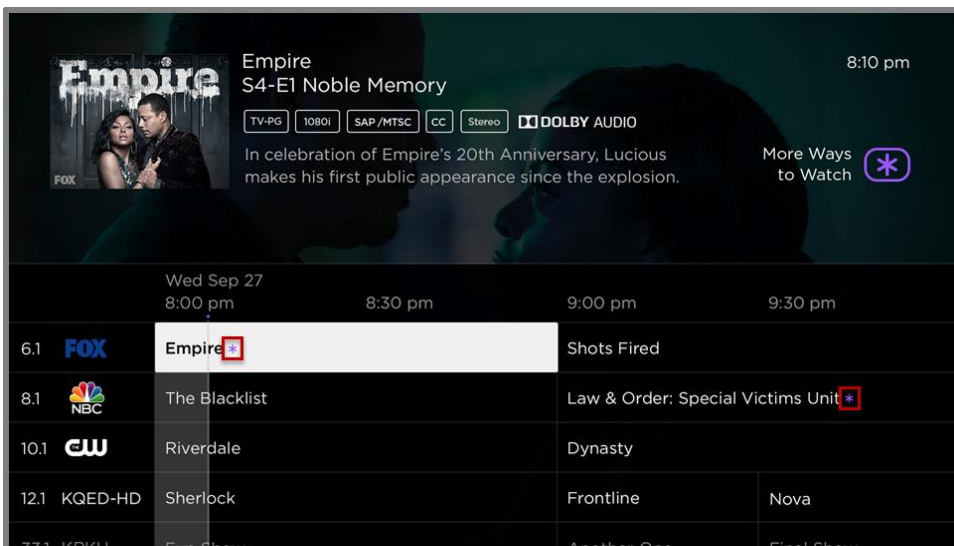 Empire
FOX
Empire
S4-E1 Noble Memory
TV-PG 1080i SAP/MTSC CC Stereo DOLBY AUDIO
In celebration of Empire's 20th Anniversary, Lucious
makes his first public appearance since the explosion.
8:10 pm
More Ways
to Watch *
Wed Sep 27
8:00 pm 8:30 pm 9:00 pm 9:30 pm
6.1 FOX Empire * Shots Fired
8.1 NBC The Blacklist Law & Order: Special Victims Unit *
10.1 CW Riverdale Dynasty
12.1 KQED-HD Sherlock Frontline Nova